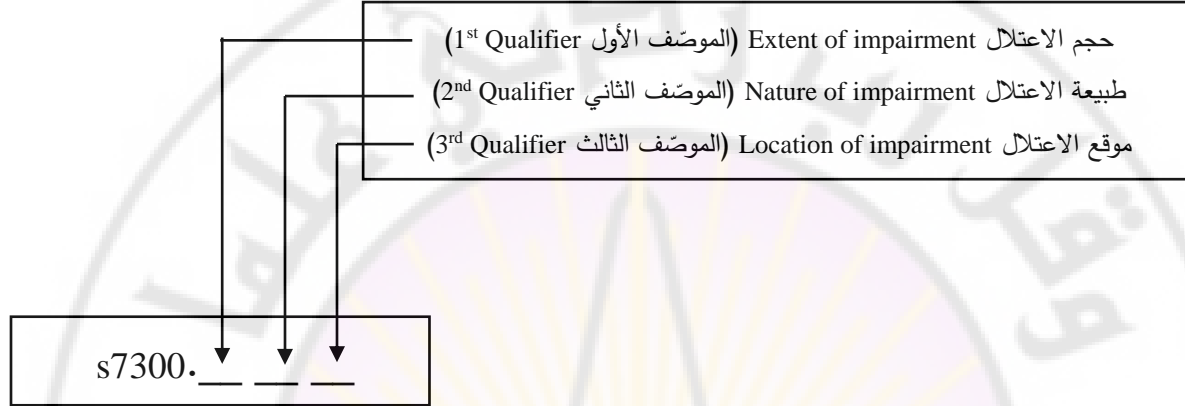 حجم الاعتلال Extent of impairment (الموصّف الأول 1st Qualifier)
طبيعة الاعتلال Nature of impairment (الموصّف الثاني 2nd Qualifier)
موقع الاعتلال Location of impairment (الموصّف الثالث 3rd Qualifier)
s7300.__ __ __